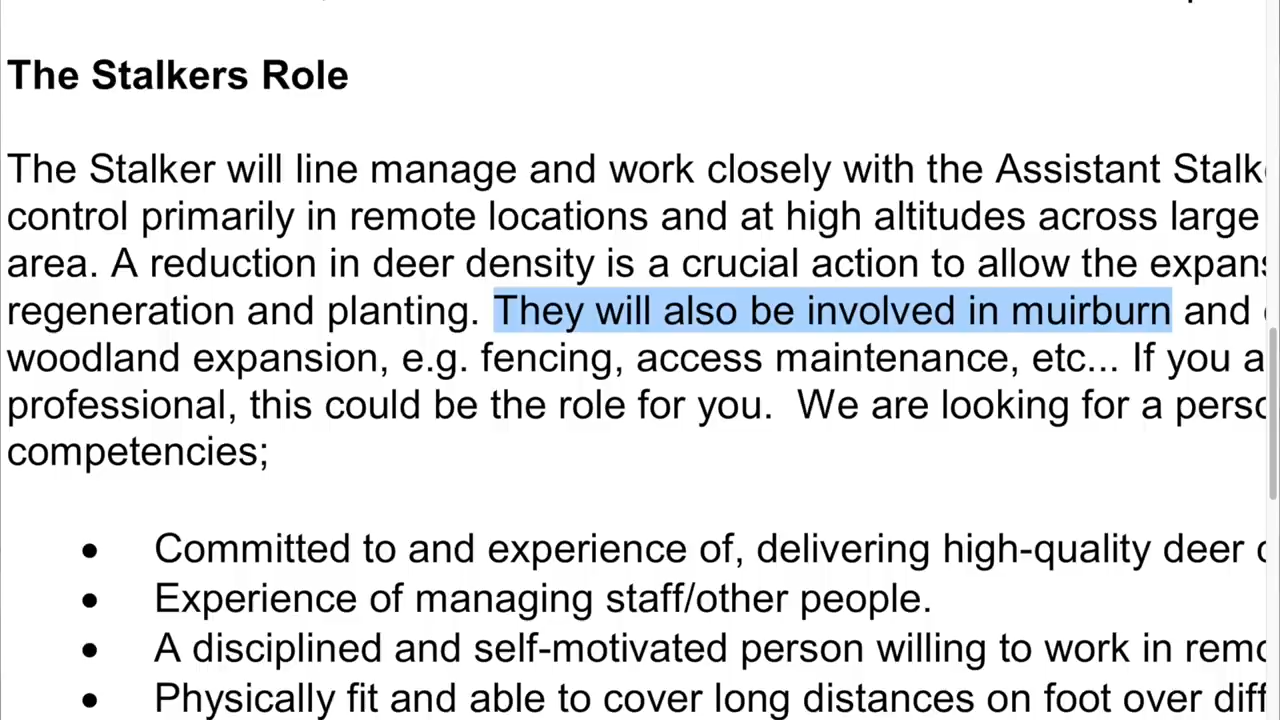 The Stalkers Role
The Stalker will line manage and work closely with the Assistant
control primarily in remote locations and at high altitudes across large
area. A reduction in deer density is a crucial action to allow the
regeneration and planting. They will also be involved in muirburn and
woodland expansion, e.g. fencing, access maintenance, etc... If you
professional, this could be the role for you. We are looking for a
competencies;
• Committed to and experience of, delivering high-quality deer
• Experience of managing staff/other people.
• A disciplined and self-motivated person willing to work in
• Physically fit and able to cover long distances on foot over